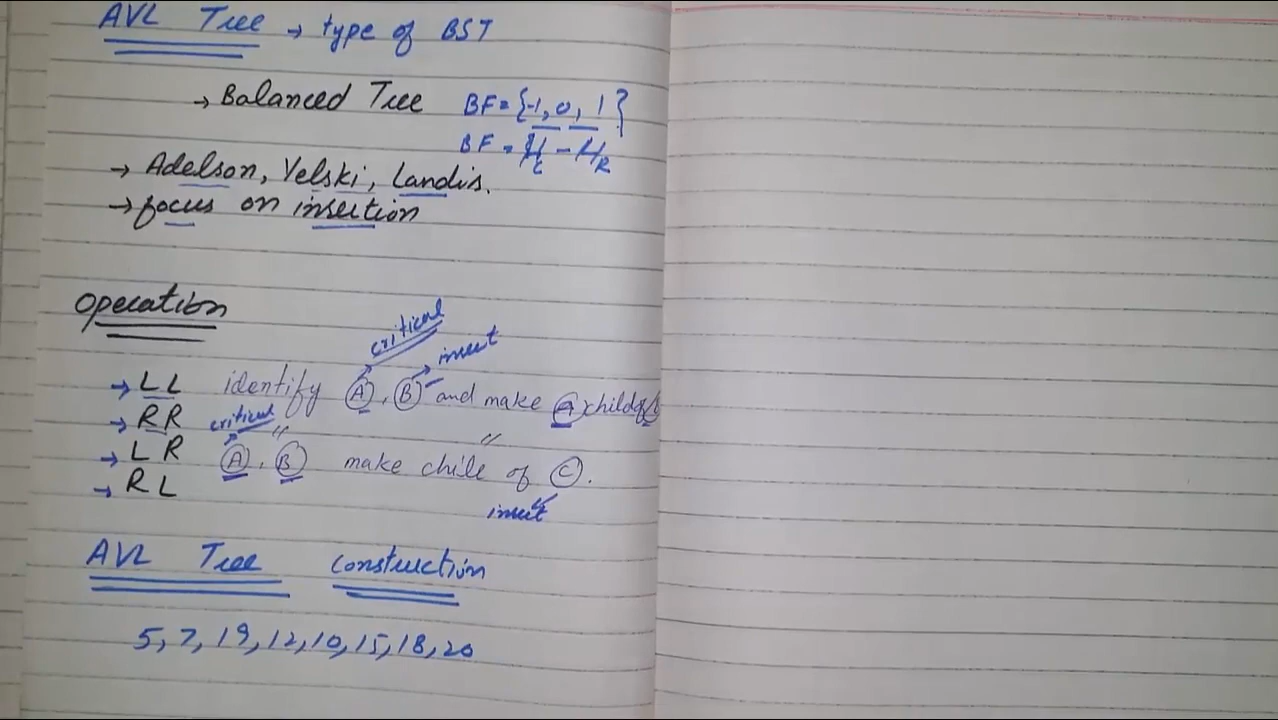 AVL Tree → type of BST
→ Balanced Tree BF = {-1, 0, 1}
BF = HL - HR
→ Adelson, Velski, Landis.
→ focus on insertion
Operation
critical
insert
→ LL identify A, B and make A child of B
→ RR critical " "
→ LR A, B make chile of C.
→ RL
insert
AVL Tree Construction
5, 7, 19, 12, 10, 15, 18, 20